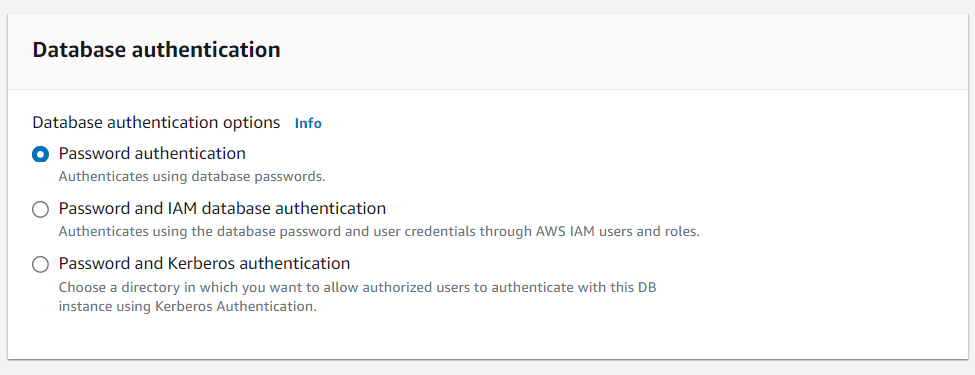 Database authentication
Database authentication options Info
Password authentication
Authenticates using database passwords.
Password and IAM database authentication
Authenticates using the database password and user credentials through AWS IAM users and roles.
Password and Kerberos authentication
Choose a directory in which you want to allow authorized users to authenticate with this DB
instance using Kerberos Authentication.